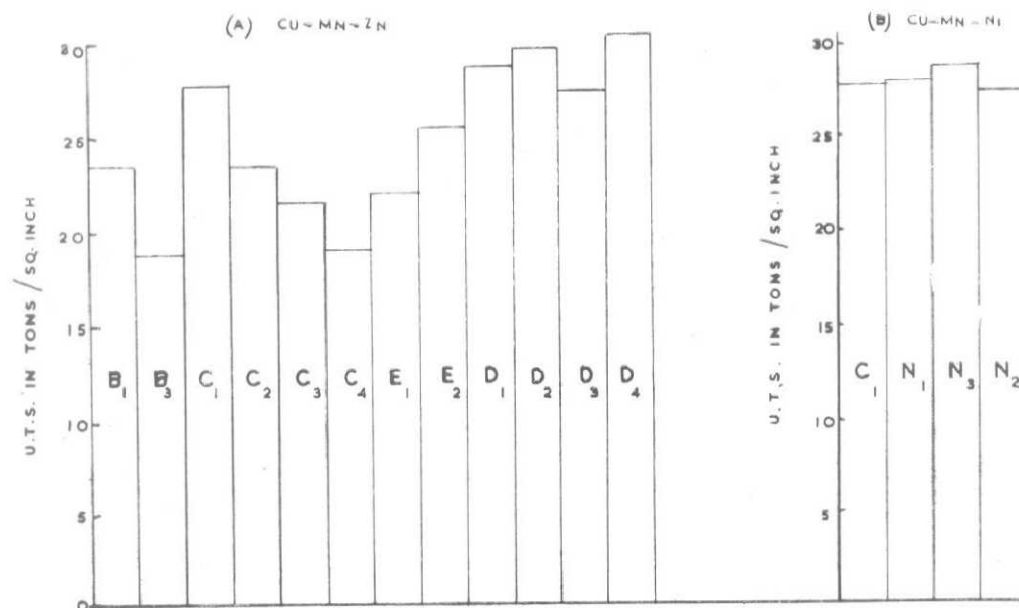 (A) CU-MN-ZN
30
25
20
15
10
5
0
U.T.S. IN TONS / SQ. INCH
B1 B3 C1 C2 C3 C4 E1 E2 D1 D2 D3 D4
(B) CU-MN-NI
30
25
20
15
10
5
U.T.S. IN TONS / SQ. INCH
C1 N1 N3 N2